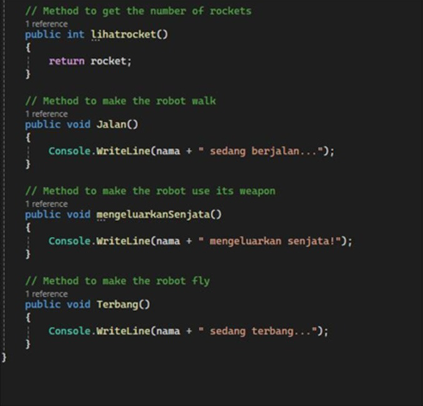 // Method to get the number of rockets
1 reference
public int lihatrocket()
{
return rocket;
}
// Method to make the robot walk
1 reference
public void Jalan()
{
Console.WriteLine(nama + " sedang berjalan...");
}
// Method to make the robot use its weapon
1 reference
public void mengeluarkanSenjata()
{
Console.WriteLine(nama + " mengeluarkan senjata!");
}
// Method to make the robot fly
1 reference
public void Terbang()
{
Console.WriteLine(nama + " sedang terbang...");
}
}